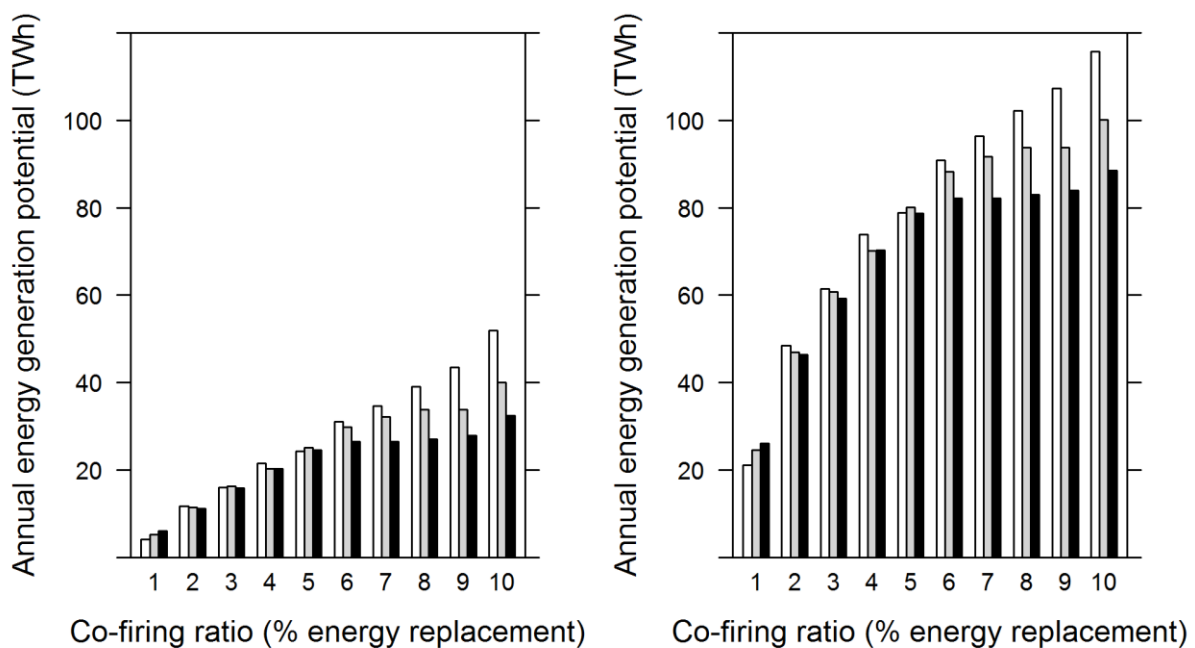 Annual energy generation potential (TWh)
100
80
60
40
20
1 2 3 4 5 6 7 8 9 10
Co-firing ratio (% energy replacement)
Annual energy generation potential (TWh)
100
80
60
40
20
1 2 3 4 5 6 7 8 9 10
Co-firing ratio (% energy replacement)